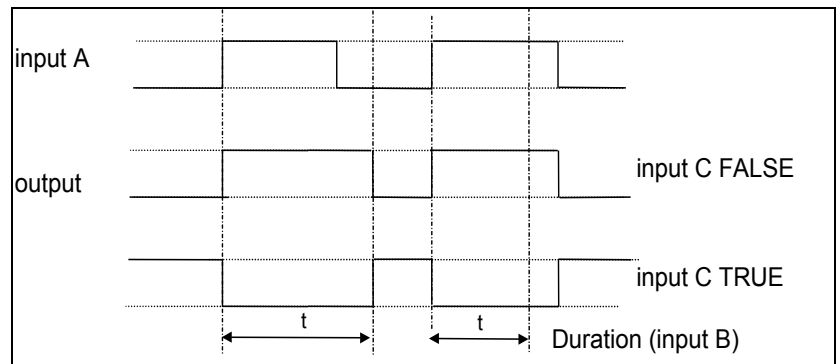 input A
output
input C FALSE
input C TRUE
t
t
Duration (input B)